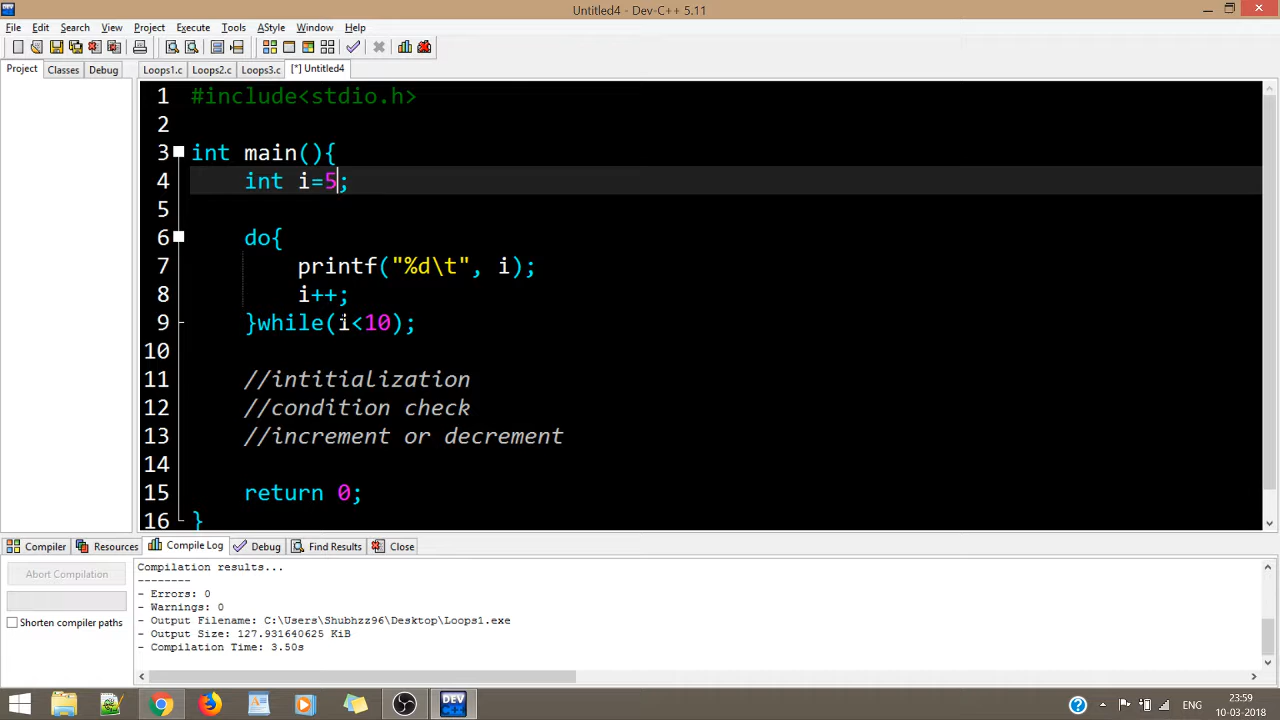 Untitled4 - Dev-C++ 5.11
File Edit Search View Project Execute Tools AStyle Window Help
Project Classes Debug Loops1.c Loops2.c Loops3.c [*] Untitled4
1 #include<stdio.h>
2
3 int main(){
4 int i=5;
5
6 do{
7 printf("%d\t", i);
8 i++;
9 }while(i<10);
10
11 //intitialization
12 //condition check
13 //increment or decrement
14
15 return 0;
16 }
Compiler Resources Compile Log Debug Find Results Close
Abort Compilation
Shorten compiler paths
Compilation results...
--------
- Errors: 0
- Warnings: 0
- Output Filename: C:\Users\Shubhzz96\Desktop\Loops1.exe
- Output Size: 127.931640625 KiB
- Compilation Time: 3.50s
DEV
ENG
23:59
10-03-2018